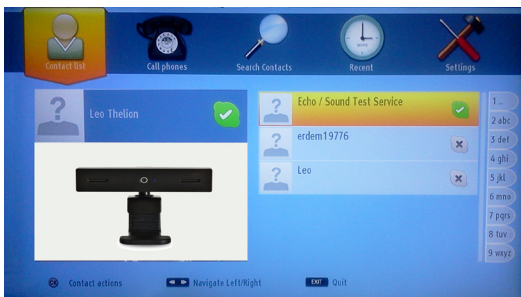 Contact list
Call phones
Search Contacts
Recent
Settings
Leo Thelion
Echo / Sound Test Service
erdem19776
Leo
1 ..
2 abc
3 def
4 ghi
5 jkl
6 mno
7 pqrs
8 tuv
9 wxyz
OK Contact actions
Navigate Left/Right
EXIT Quit